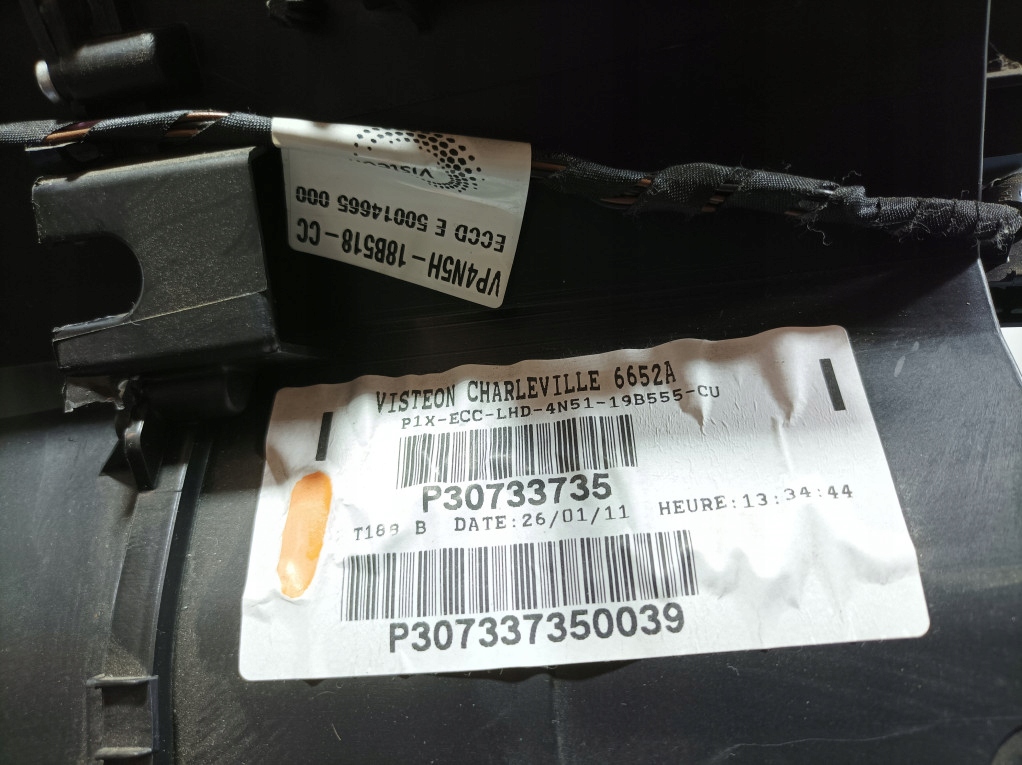 Visteon
ECCD E 50014665 000
VP4N5H-18B518-CC
VISTEON CHARLEVILLE 6652A
P1X-ECC-LHD-4N51-19B555-CU
P30733735
B DATE:26/01/11 HEURE:13:34:44
P307337350039